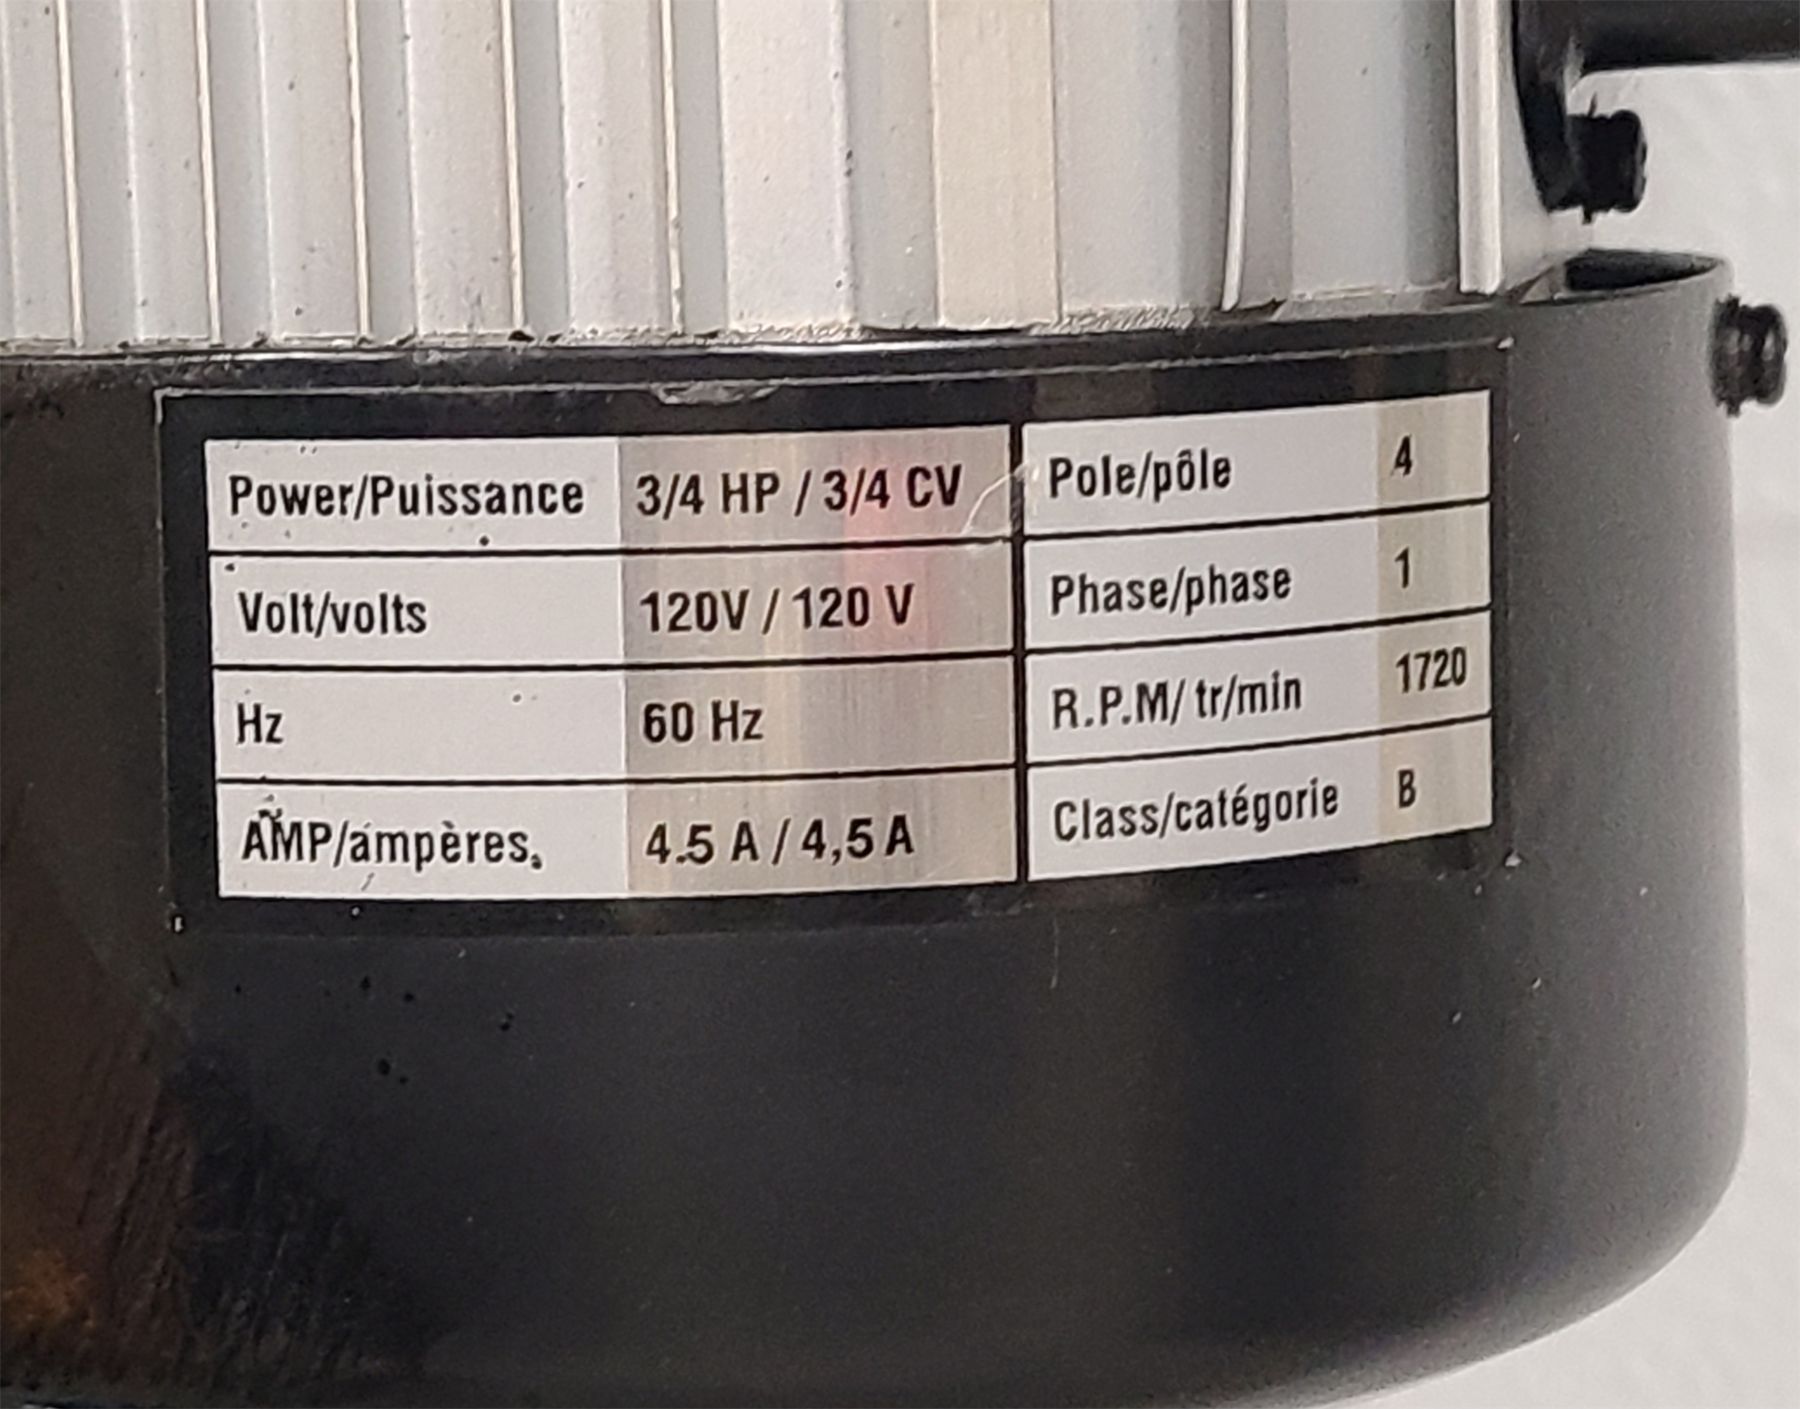 Power/Puissance 3/4 HP / 3/4 CV Pole/pôle 4
Volt/volts 120V / 120 V Phase/phase 1
Hz 60 Hz R.P.M/ tr/min 1720
AMP/ampères. 4.5 A / 4,5 A Class/catégorie B